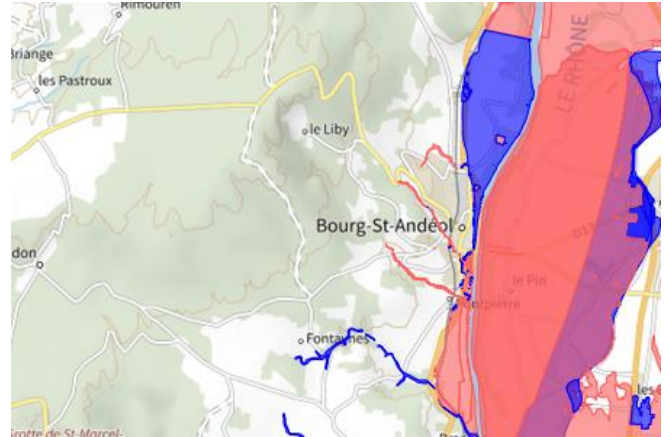 Rimouren
Briange
les Pastroux
LE RHÔNE
le Liby
Bourg-St-Andéol
don
le Pin
Fontaynes
les
Grotte de St-Marcel-